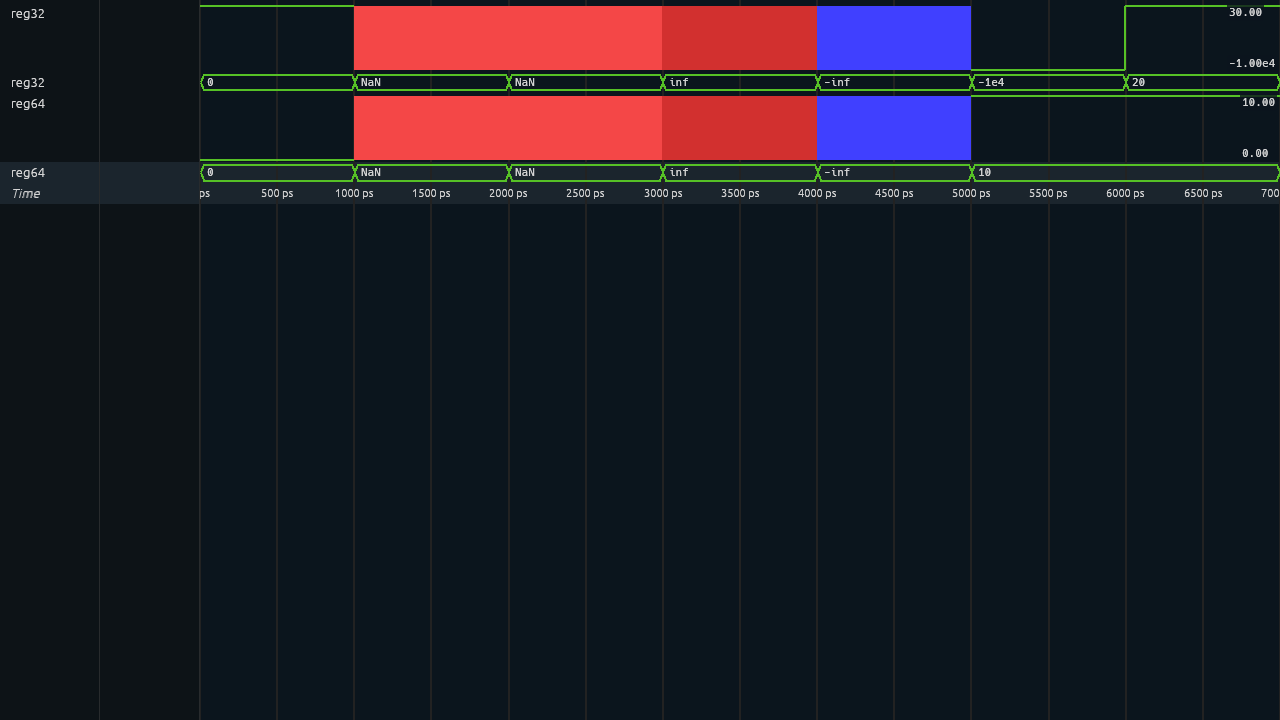 reg32 30.00
-1.00e4
reg32 0 NaN NaN inf -inf -1e4 20
reg64 10.00
0.00
reg64 0 NaN NaN inf -inf 10
Time ps 500 ps 1000 ps 1500 ps 2000 ps 2500 ps 3000 ps 3500 ps 4000 ps 4500 ps 5000 ps 5500 ps 6000 ps 6500 ps 700